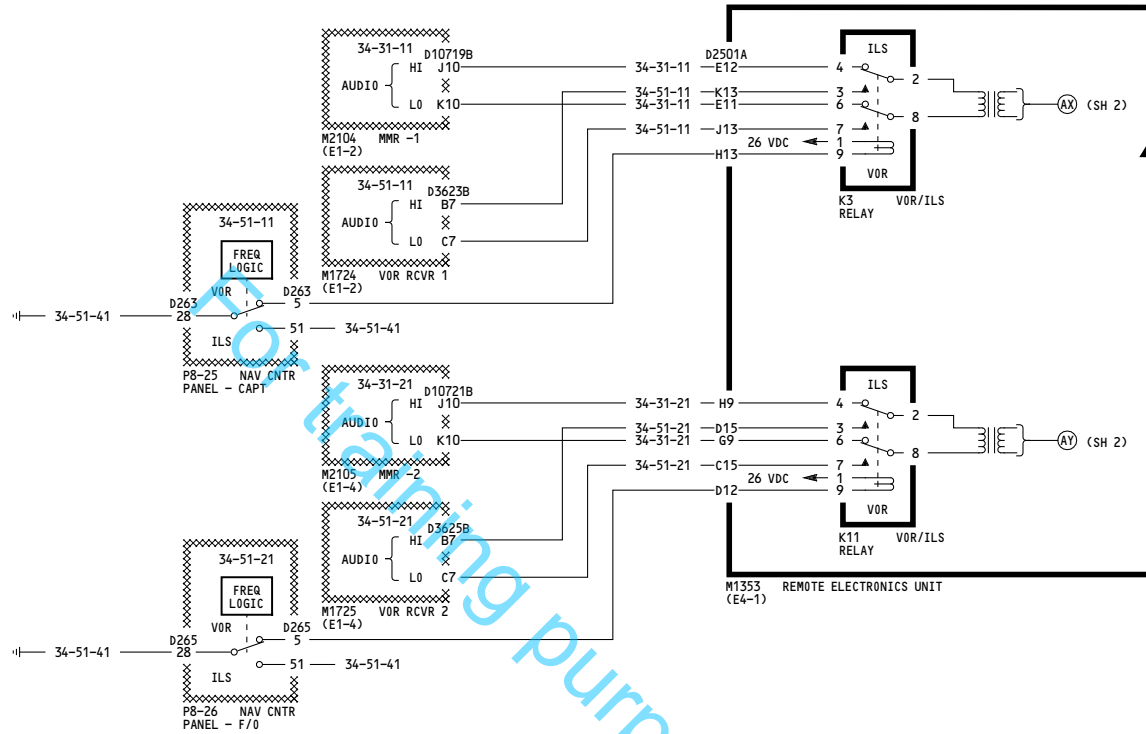 34-31-11
D10719B
HI J10
AUDIO
LO K10
M2104 MMR -1
(E1-2)
34-51-11
D3623B
HI B7
AUDIO
LO C7
M1724 VOR RCVR 1
(E1-2)
34-51-11
FREQ
LOGIC
VOR
D263
28
D263
5
34-51-41
51
34-51-41
ILS
P8-25 NAV CNTR
PANEL - CAPT
D2501A
34-31-11 E12
34-51-11 K13
34-31-11 E11
34-51-11 J13
26 VDC
H13
ILS
4
2
3
6
8
7
1
9
VOR
K3 VOR/ILS
RELAY
AX (SH 2)
34-31-21
D10721B
HI J10
AUDIO
LO K10
M2105 MMR -2
(E1-4)
34-51-21
D3625B
HI B7
AUDIO
LO C7
M1725 VOR RCVR 2
(E1-4)
34-51-21
FREQ
LOGIC
VOR
D265
28
D265
5
34-51-41
51
34-51-41
ILS
P8-26 NAV CNTR
PANEL - F/O
34-31-21 H9
34-51-21 D15
34-31-21 G9
34-51-21 C15
26 VDC
D12
ILS
4
2
3
6
8
7
1
9
VOR
K11 VOR/ILS
RELAY
AY (SH 2)
M1353 REMOTE ELECTRONICS UNIT
(E4-1)
For training purp